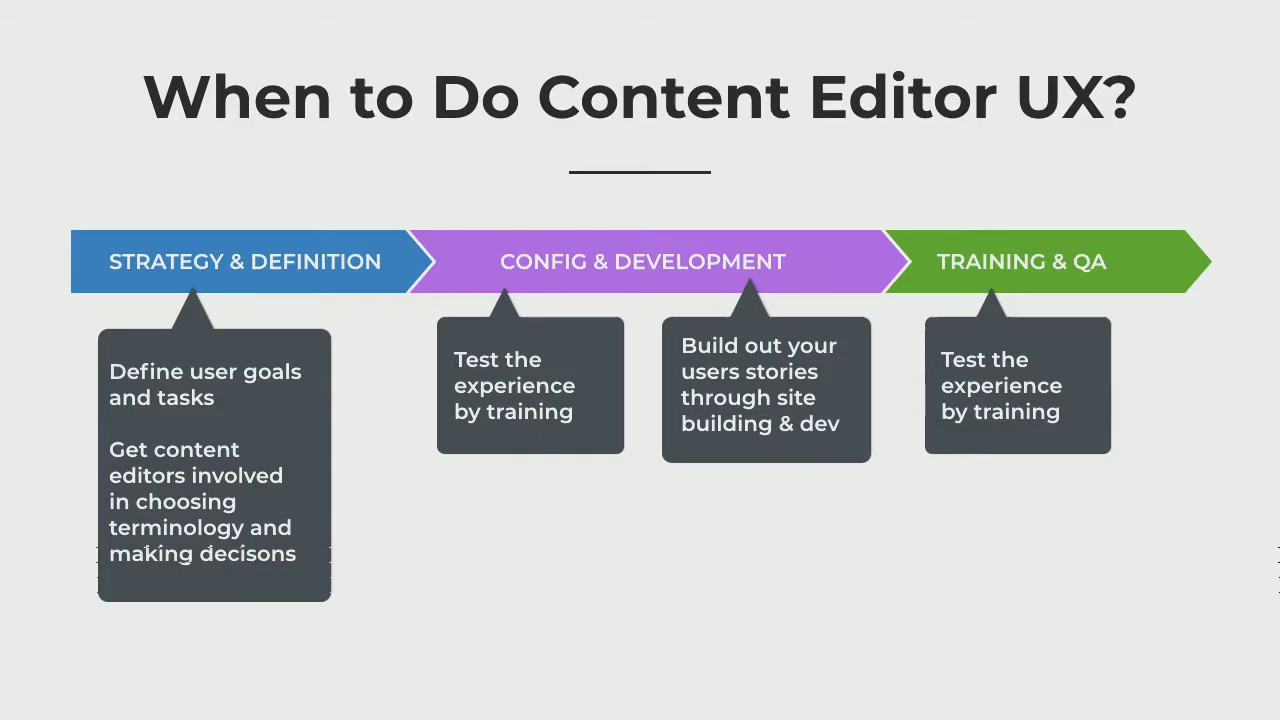 When to Do Content Editor UX?
STRATEGY & DEFINITION
CONFIG & DEVELOPMENT
TRAINING & QA
Define user goals
and tasks
Get content
editors involved
in choosing
terminology and
making decisons
Test the
experience
by training
Build out your
users stories
through site
building & dev
Test the
experience
by training